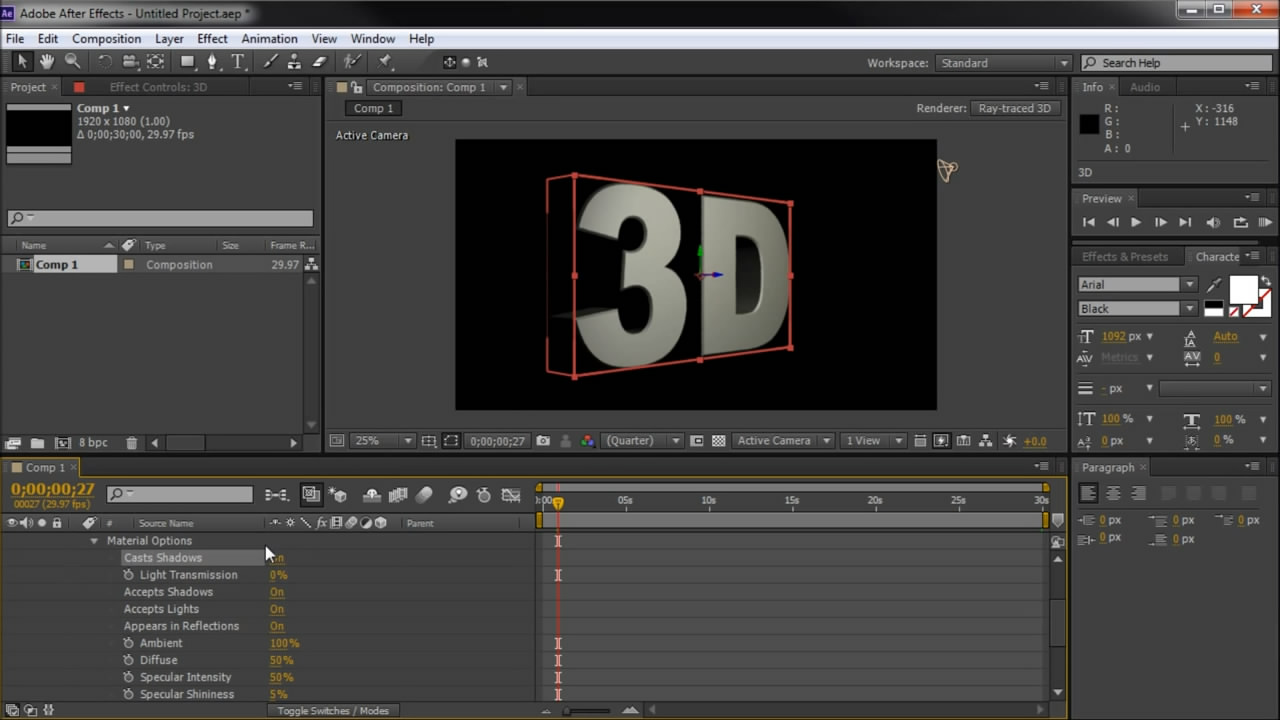 Ae Adobe After Effects - Untitled Project.aep *
File Edit Composition Layer Effect Animation View Window Help
T Workspace: Standard Search Help
Project × Effect Controls: 3D
Comp 1 ▾
1920 x 1080 (1.00)
Δ 0;00;30;00, 29.97 fps
Name Type Size Frame R...
Comp 1 Composition 29.97
8 bpc
Composition: Comp 1 ×
Comp 1 Renderer: Ray-traced 3D
Active Camera
3D
25% 0;00;00;27 (Quarter) Active Camera 1 View +0.0
Info × Audio
R : X : -316
G : Y : 1148
B :
A : 0
3D
Preview ×
Effects & Presets Characte
Arial
Black
1092 px Auto
Metrics 0
- px
100 % 100 %
0 px 0 %
Paragraph ×
0 px 0 px 0 px
0 px 0 px
Comp 1 ×
0;00;00;27
00027 (29.97 fps)
# Source Name fx Parent
:00s 05s 10s 15s 20s 25s 30s
Material Options
Casts Shadows
Light Transmission 0%
Accepts Shadows On
Accepts Lights On
Appears in Reflections On
Ambient 100%
Diffuse 50%
Specular Intensity 50%
Specular Shininess 5%
Toggle Switches / Modes